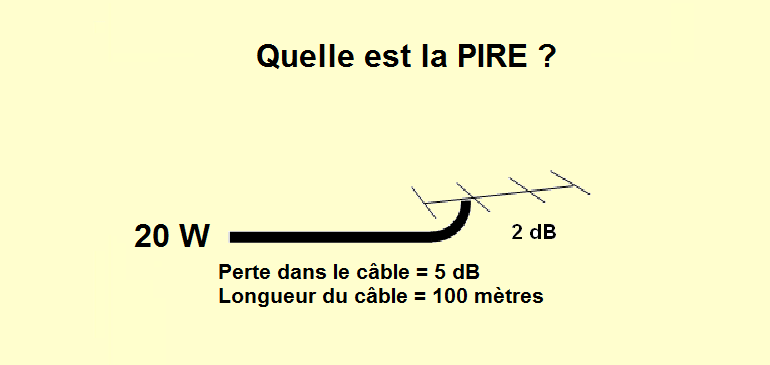 Quelle est la PIRE ?
20 W
2 dB
Perte dans le câble = 5 dB
Longueur du câble = 100 mètres